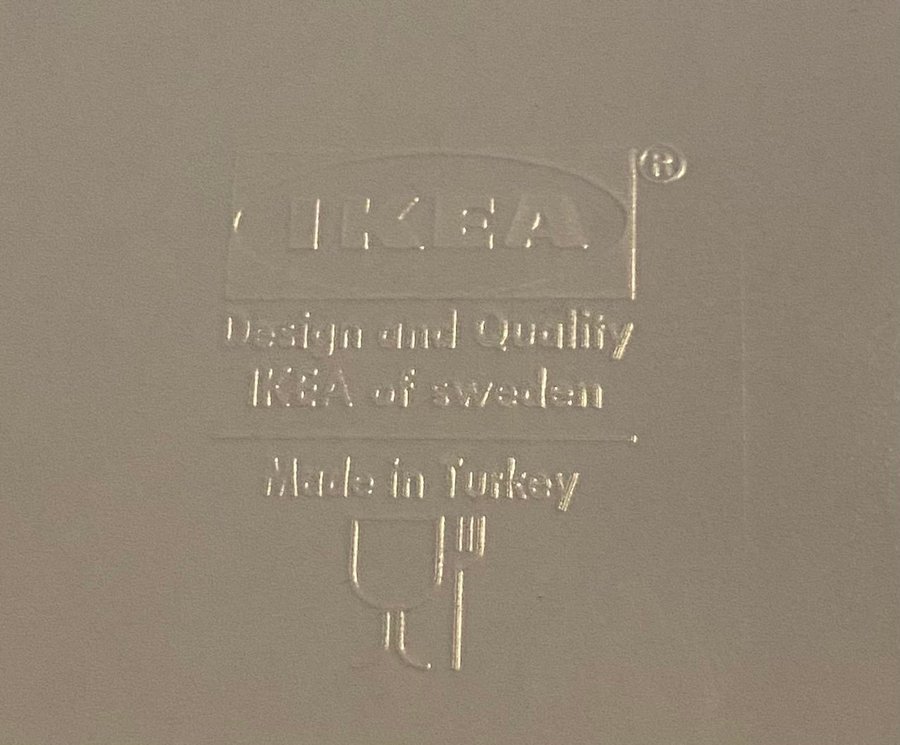 IKEA®
Design and Quality
IKEA of sweden
Made in Turkey